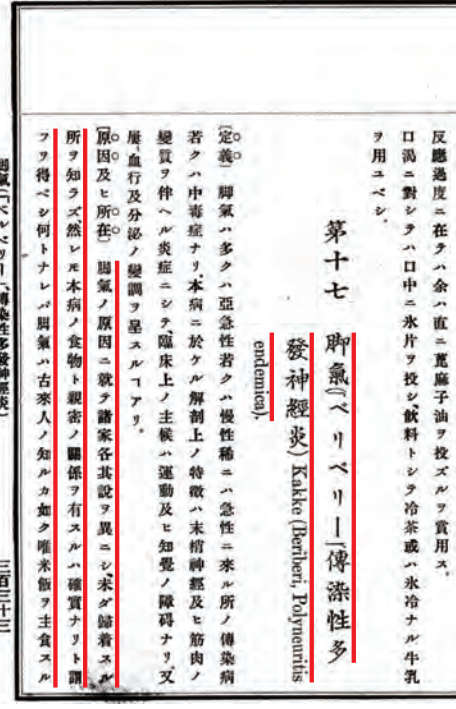 反應過度ニ在テハ余ハ直ニ蓖麻子油ヲ投ズルヲ賞用ス、
口渇ニ對シテハ口中ニ氷片ヲ投シ飮料トシテ冷茶或ハ氷冷ナル牛乳
ヲ用ユベシ、
第十七 脚氣(「ベリベリー」傳染性多
發神經炎) Kakke (Beriberi, Polyneuritis
endemica).
〔定義〕 脚氣ハ多クハ亞急性若クハ慢性稀ニハ急性ニ來ル所ノ傳染病
若クハ中毒症ナリ、本病ニ於ケル解剖上ノ特徴ハ末梢神經及ヒ筋肉ノ
變質ヲ伴ヘル炎症ニシテ、臨床上ノ主候ハ運動及ヒ知覺ノ障碍ナリ、又
屢〻血行及分泌ノ變調ヲ呈スルヿアリ。
〔原因及ヒ所在〕 脚氣ノ原因ニ就テ諸家各其說ヲ異ニシ未ダ歸着スル
所ヲ知ラズ、然レモ本病ノ食物ト親密ノ關係ヲ有スルハ確實ナリト謂
フヲ得ベシ何トナレバ脚氣ハ古來人ノ知ルカ如ク唯米飯ヲ主食スル
脚氣(「ベルベリー」、傳染性多發神經炎)
三百三十三